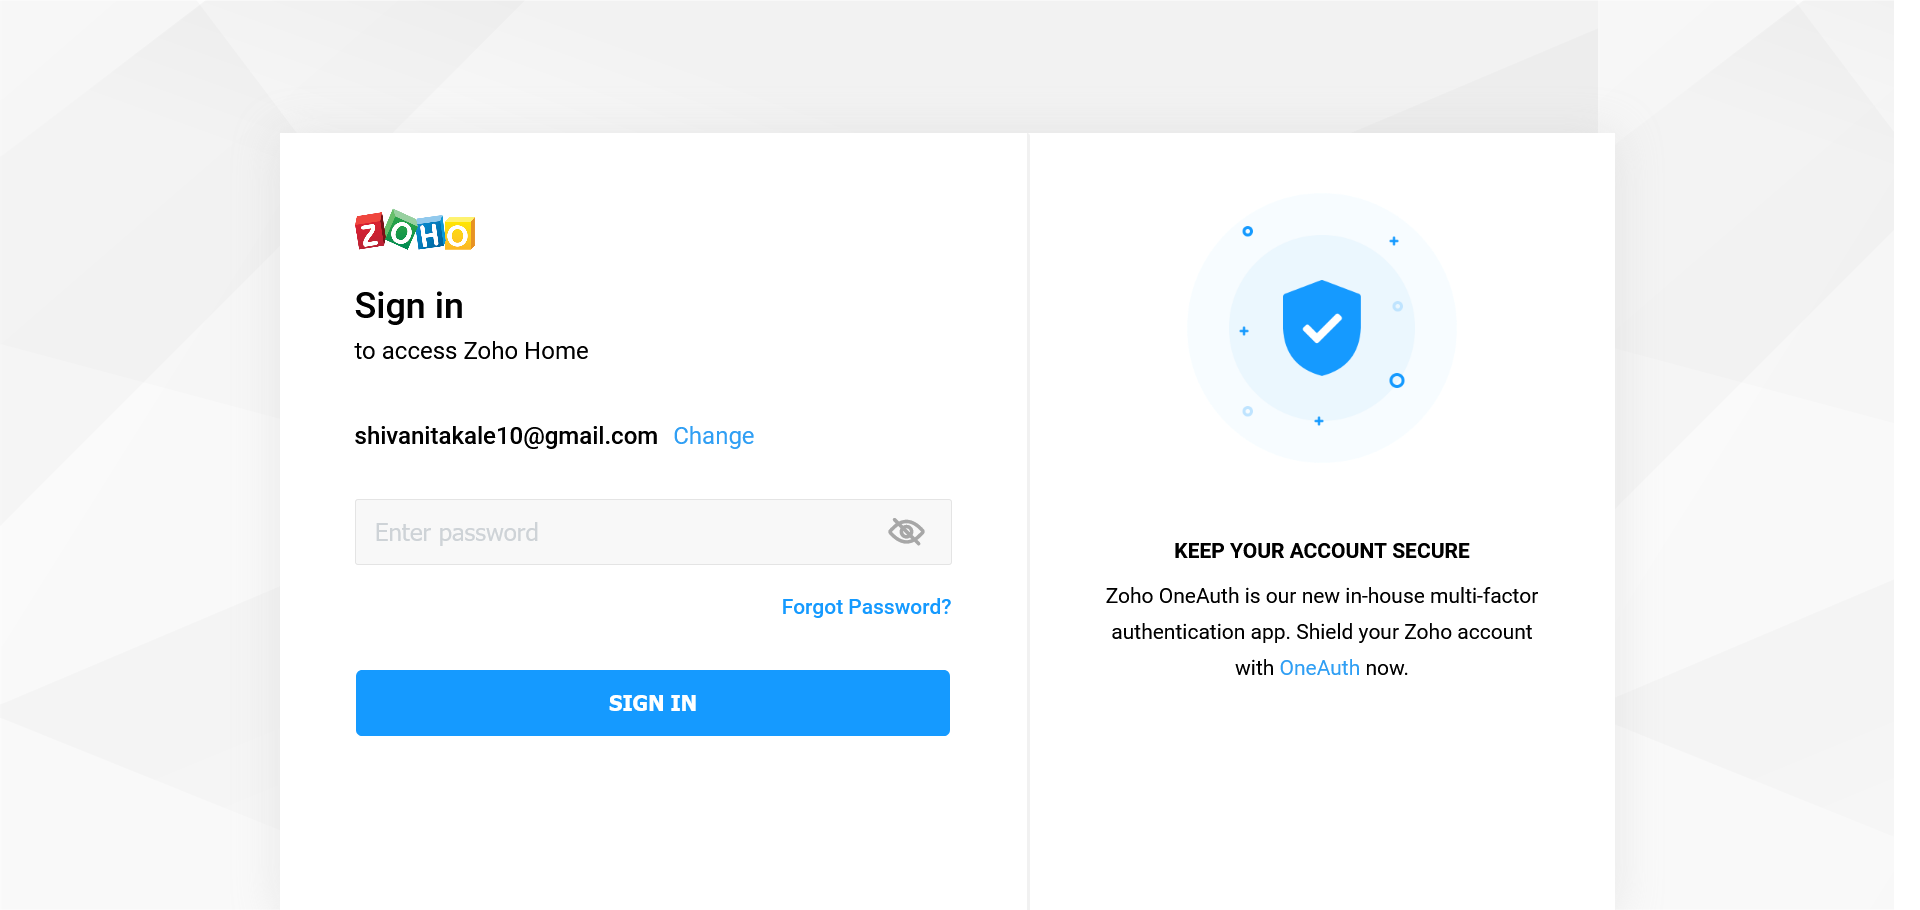 ZOHO
Sign in
to access Zoho Home
shivanitakale10@gmail.com Change
Enter password
Forgot Password?
SIGN IN
KEEP YOUR ACCOUNT SECURE
Zoho OneAuth is our new in-house multi-factor
authentication app. Shield your Zoho account
with OneAuth now.